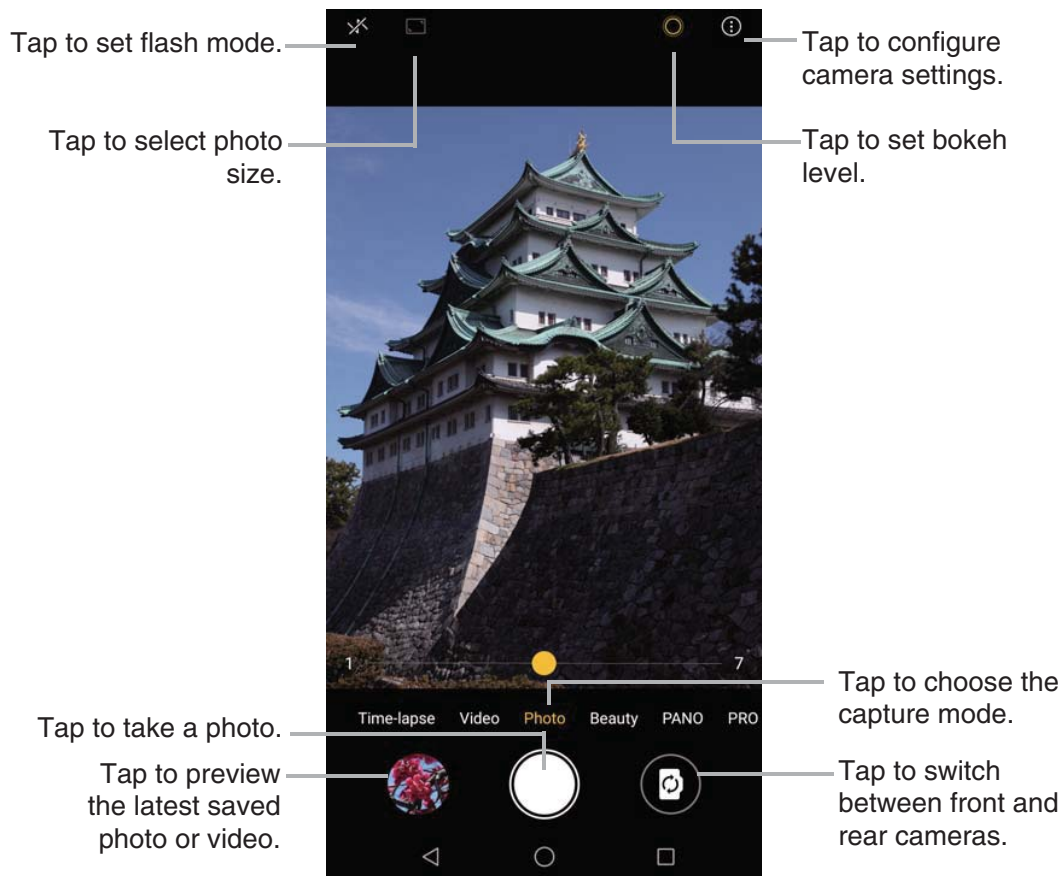 Tap to set flash mode.
Tap to configure
camera settings.
Tap to select photo
size.
Tap to set bokeh
level.
1
7
Time-lapse Video Photo Beauty PANO PRO
Tap to choose the
capture mode.
Tap to take a photo.
Tap to preview
the latest saved
photo or video.
Tap to switch
between front and
rear cameras.